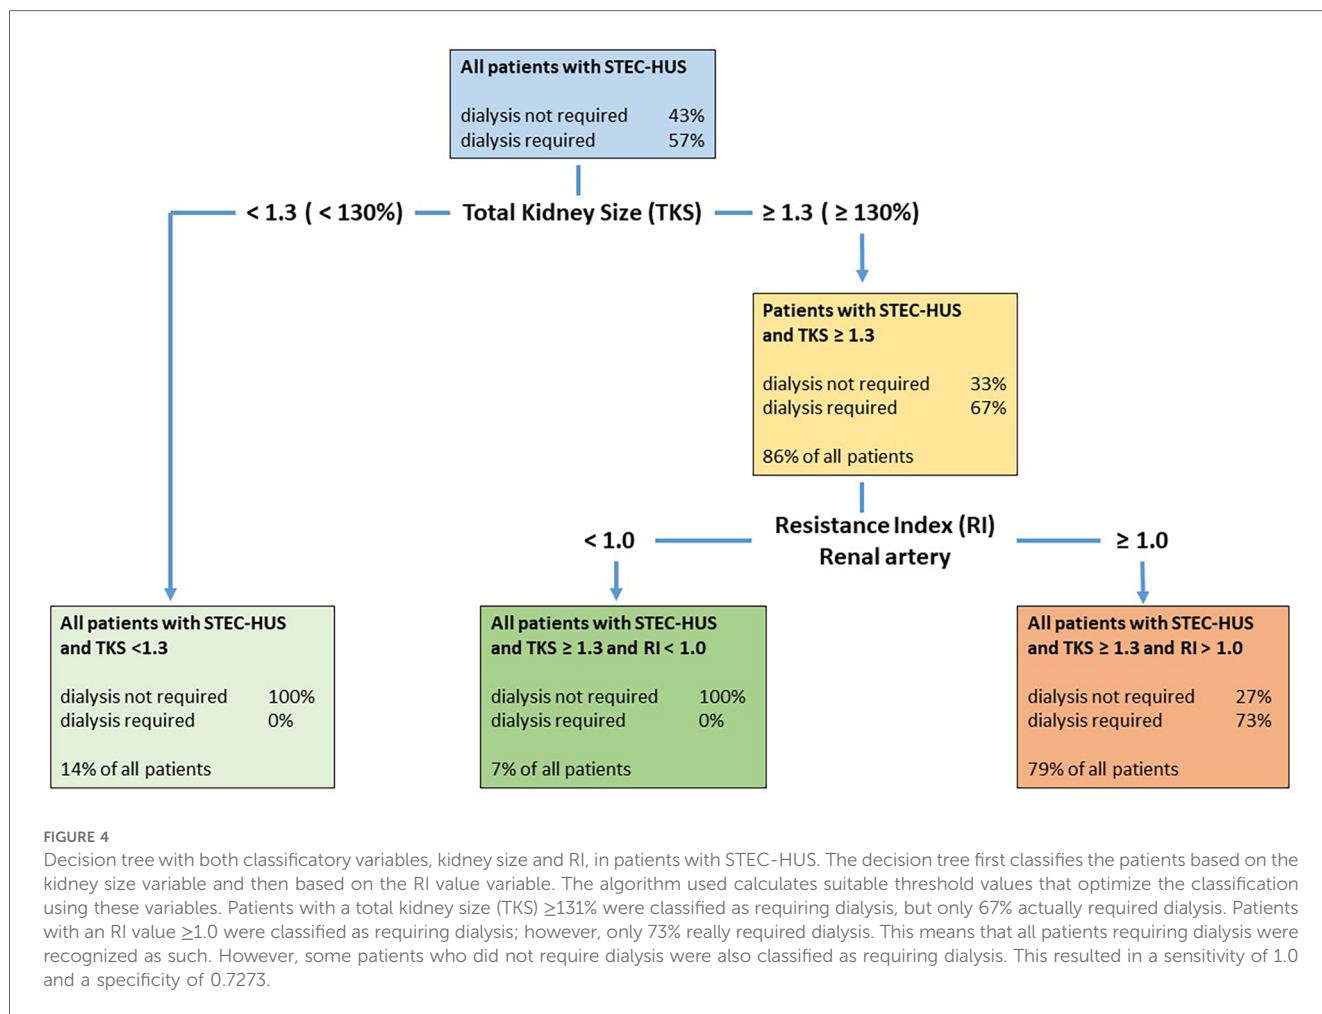 All patients with STEC-HUS
dialysis not required 43%
dialysis required 57%
< 1.3 ( < 130%) Total Kidney Size (TKS) ≥ 1.3 ( ≥ 130%)
Patients with STEC-HUS
and TKS ≥ 1.3
dialysis not required 33%
dialysis required 67%
86% of all patients
< 1.0
Resistance Index (RI)
Renal artery
≥ 1.0
All patients with STEC-HUS
and TKS <1.3
dialysis not required 100%
dialysis required 0%
14% of all patients
All patients with STEC-HUS
and TKS ≥ 1.3 and RI < 1.0
dialysis not required 100%
dialysis required 0%
7% of all patients
All patients with STEC-HUS
and TKS ≥ 1.3 and RI > 1.0
dialysis not required 27%
dialysis required 73%
79% of all patients
FIGURE 4
Decision tree with both classificatory variables, kidney size and RI, in patients with STEC-HUS. The decision tree first classifies the patients based on the
kidney size variable and then based on the RI value variable. The algorithm used calculates suitable threshold values that optimize the classification
using these variables. Patients with a total kidney size (TKS) ≥131% were classified as requiring dialysis, but only 67% actually required dialysis. Patients
with an RI value ≥1.0 were classified as requiring dialysis; however, only 73% really required dialysis. This means that all patients requiring dialysis were
recognized as such. However, some patients who did not require dialysis were also classified as requiring dialysis. This resulted in a sensitivity of 1.0
and a specificity of 0.7273.